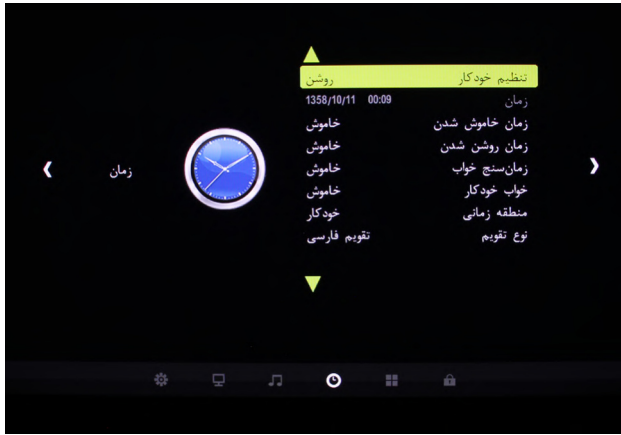 تنظیم خودکار روشن
زمان 00:09 1358/10/11
زمان خاموش شدن خاموش
زمان روشن شدن خاموش
زمان‌سنج خواب خاموش
خواب خودکار خاموش
منطقه زمانی خودکار
نوع تقویم تقویم فارسی
زمان